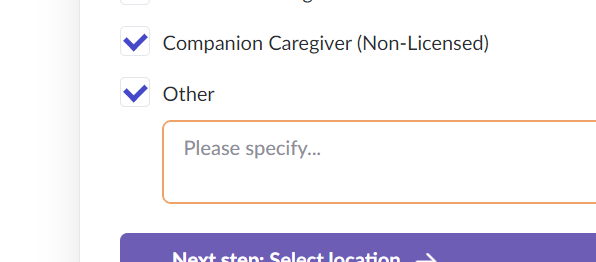 Companion Caregiver (Non-Licensed)
Other
Please specify...
Next step: Select location